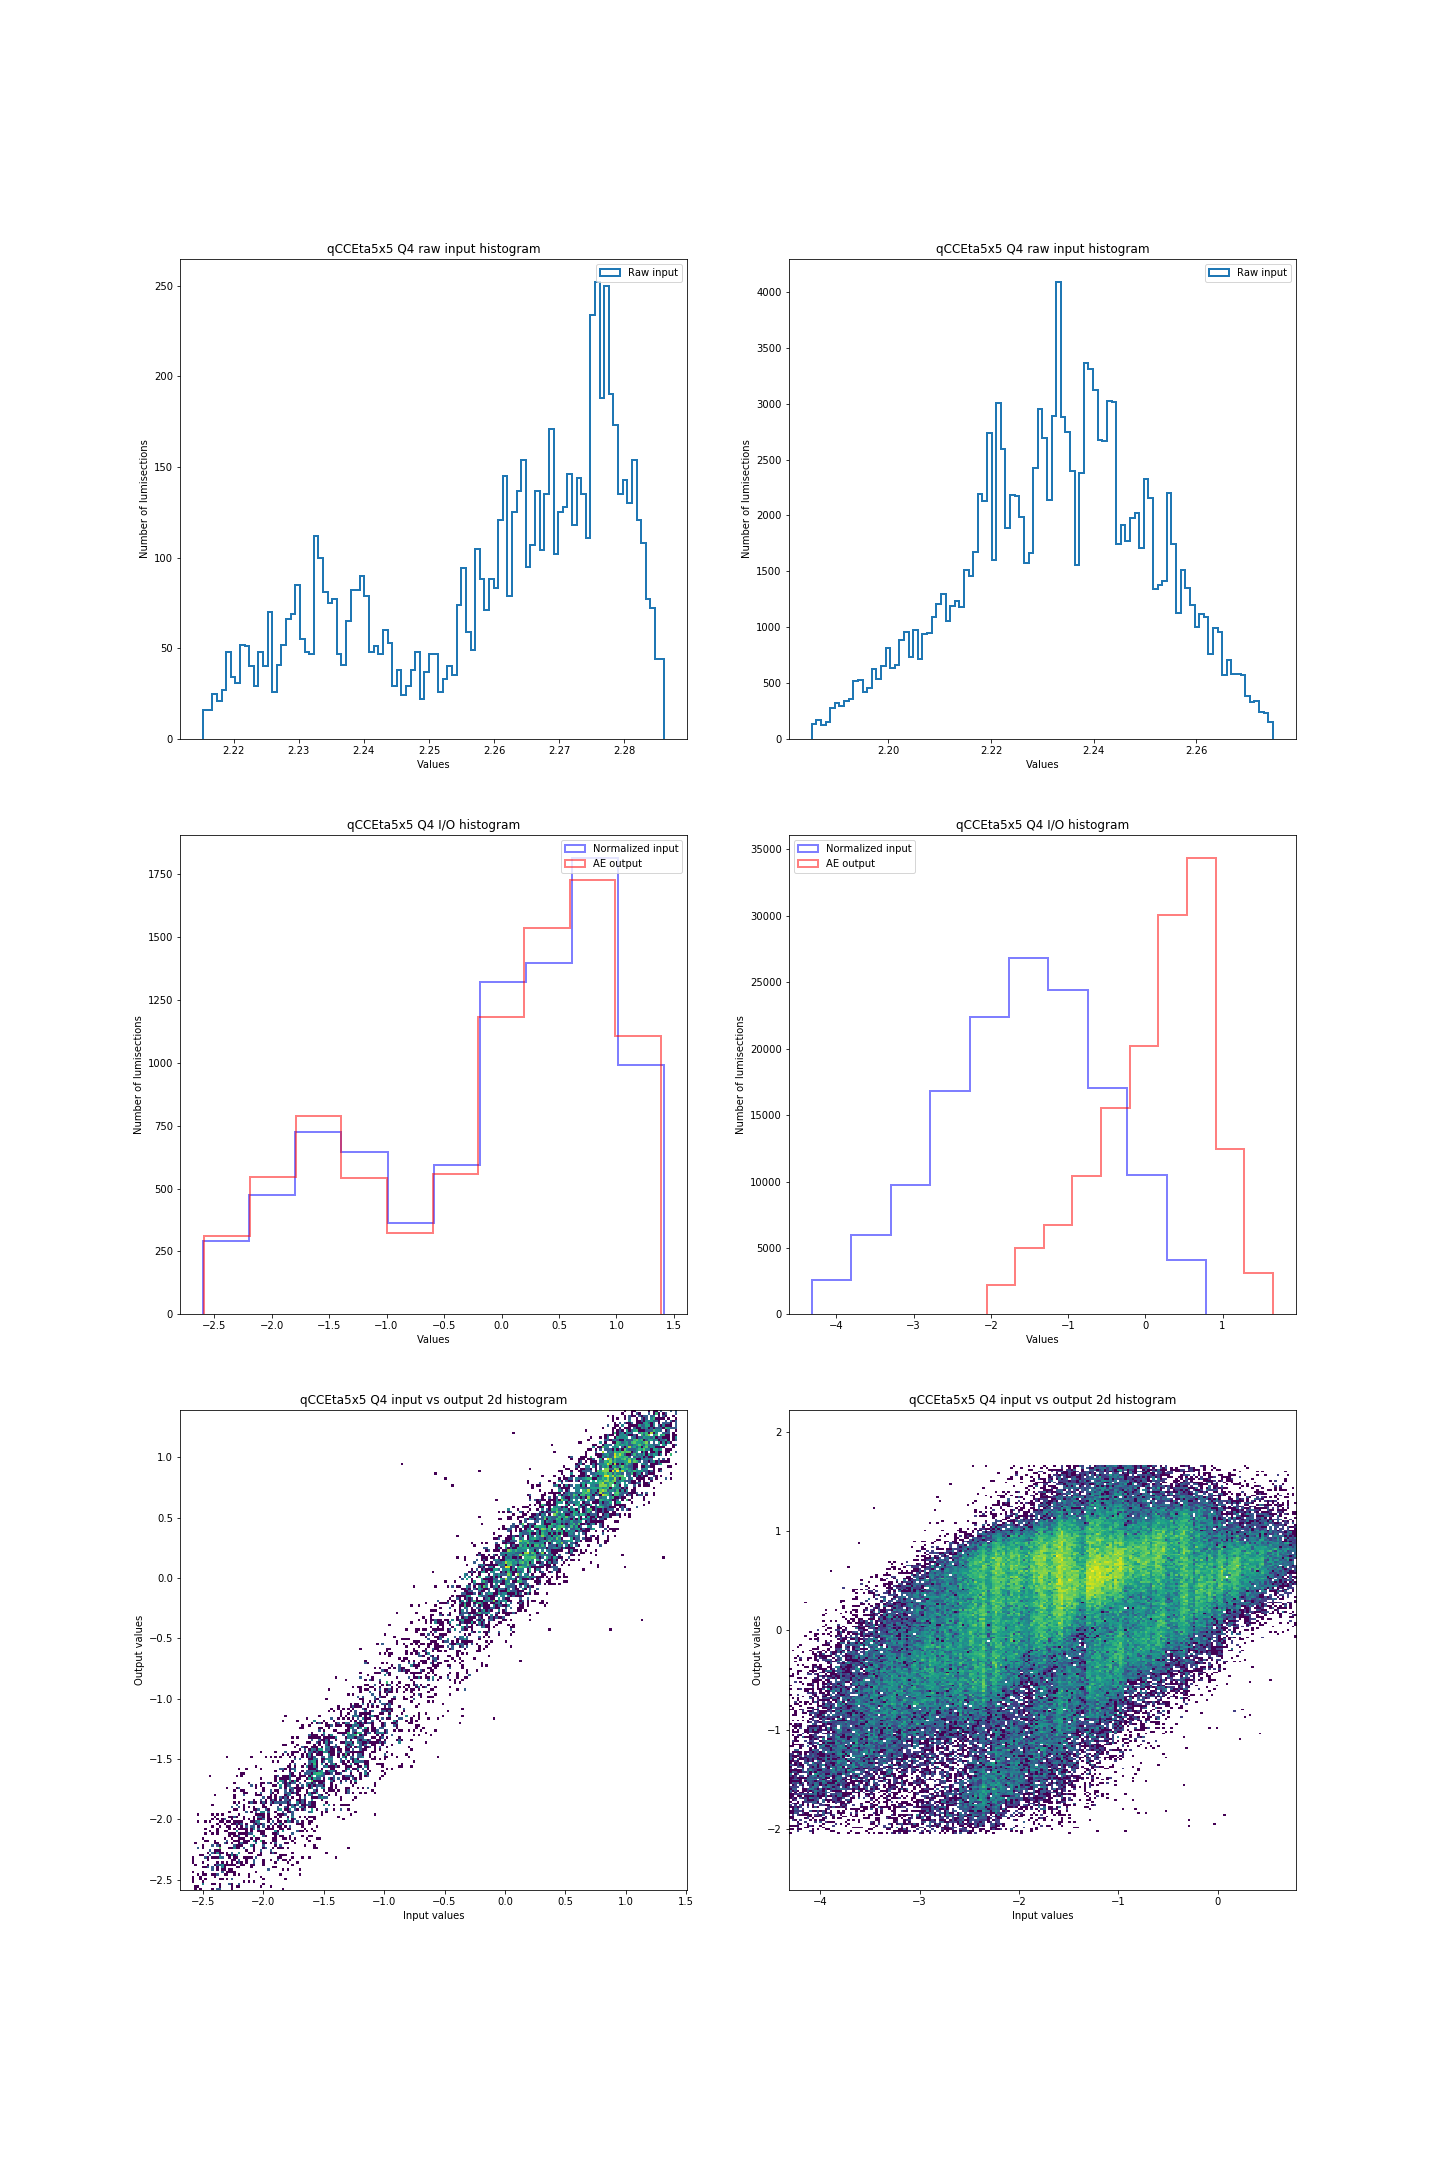 qCCEta5x5 Q4 raw input histogram
Raw input
250
200
150
100
50
0
Number of lumisections
2.22 2.23 2.24 2.25 2.26 2.27 2.28
Values
qCCEta5x5 Q4 raw input histogram
Raw input
4000
3500
3000
2500
2000
1500
1000
500
0
Number of lumisections
2.20 2.22 2.24 2.26
Values
qCCEta5x5 Q4 I/O histogram
Normalized input
AE output
1750
1500
1250
1000
750
500
250
0
Number of lumisections
−2.5 −2.0 −1.5 −1.0 −0.5 0.0 0.5 1.0 1.5
Values
qCCEta5x5 Q4 I/O histogram
Normalized input
AE output
35000
30000
25000
20000
15000
10000
5000
0
Number of lumisections
−4 −3 −2 −1 0 1
Values
qCCEta5x5 Q4 input vs output 2d histogram
1.0
0.5
0.0
−0.5
−1.0
−1.5
−2.0
−2.5
Output values
−2.5 −2.0 −1.5 −1.0 −0.5 0.0 0.5 1.0 1.5
Input values
qCCEta5x5 Q4 input vs output 2d histogram
2
1
0
−1
−2
Output values
−4 −3 −2 −1 0
Input values